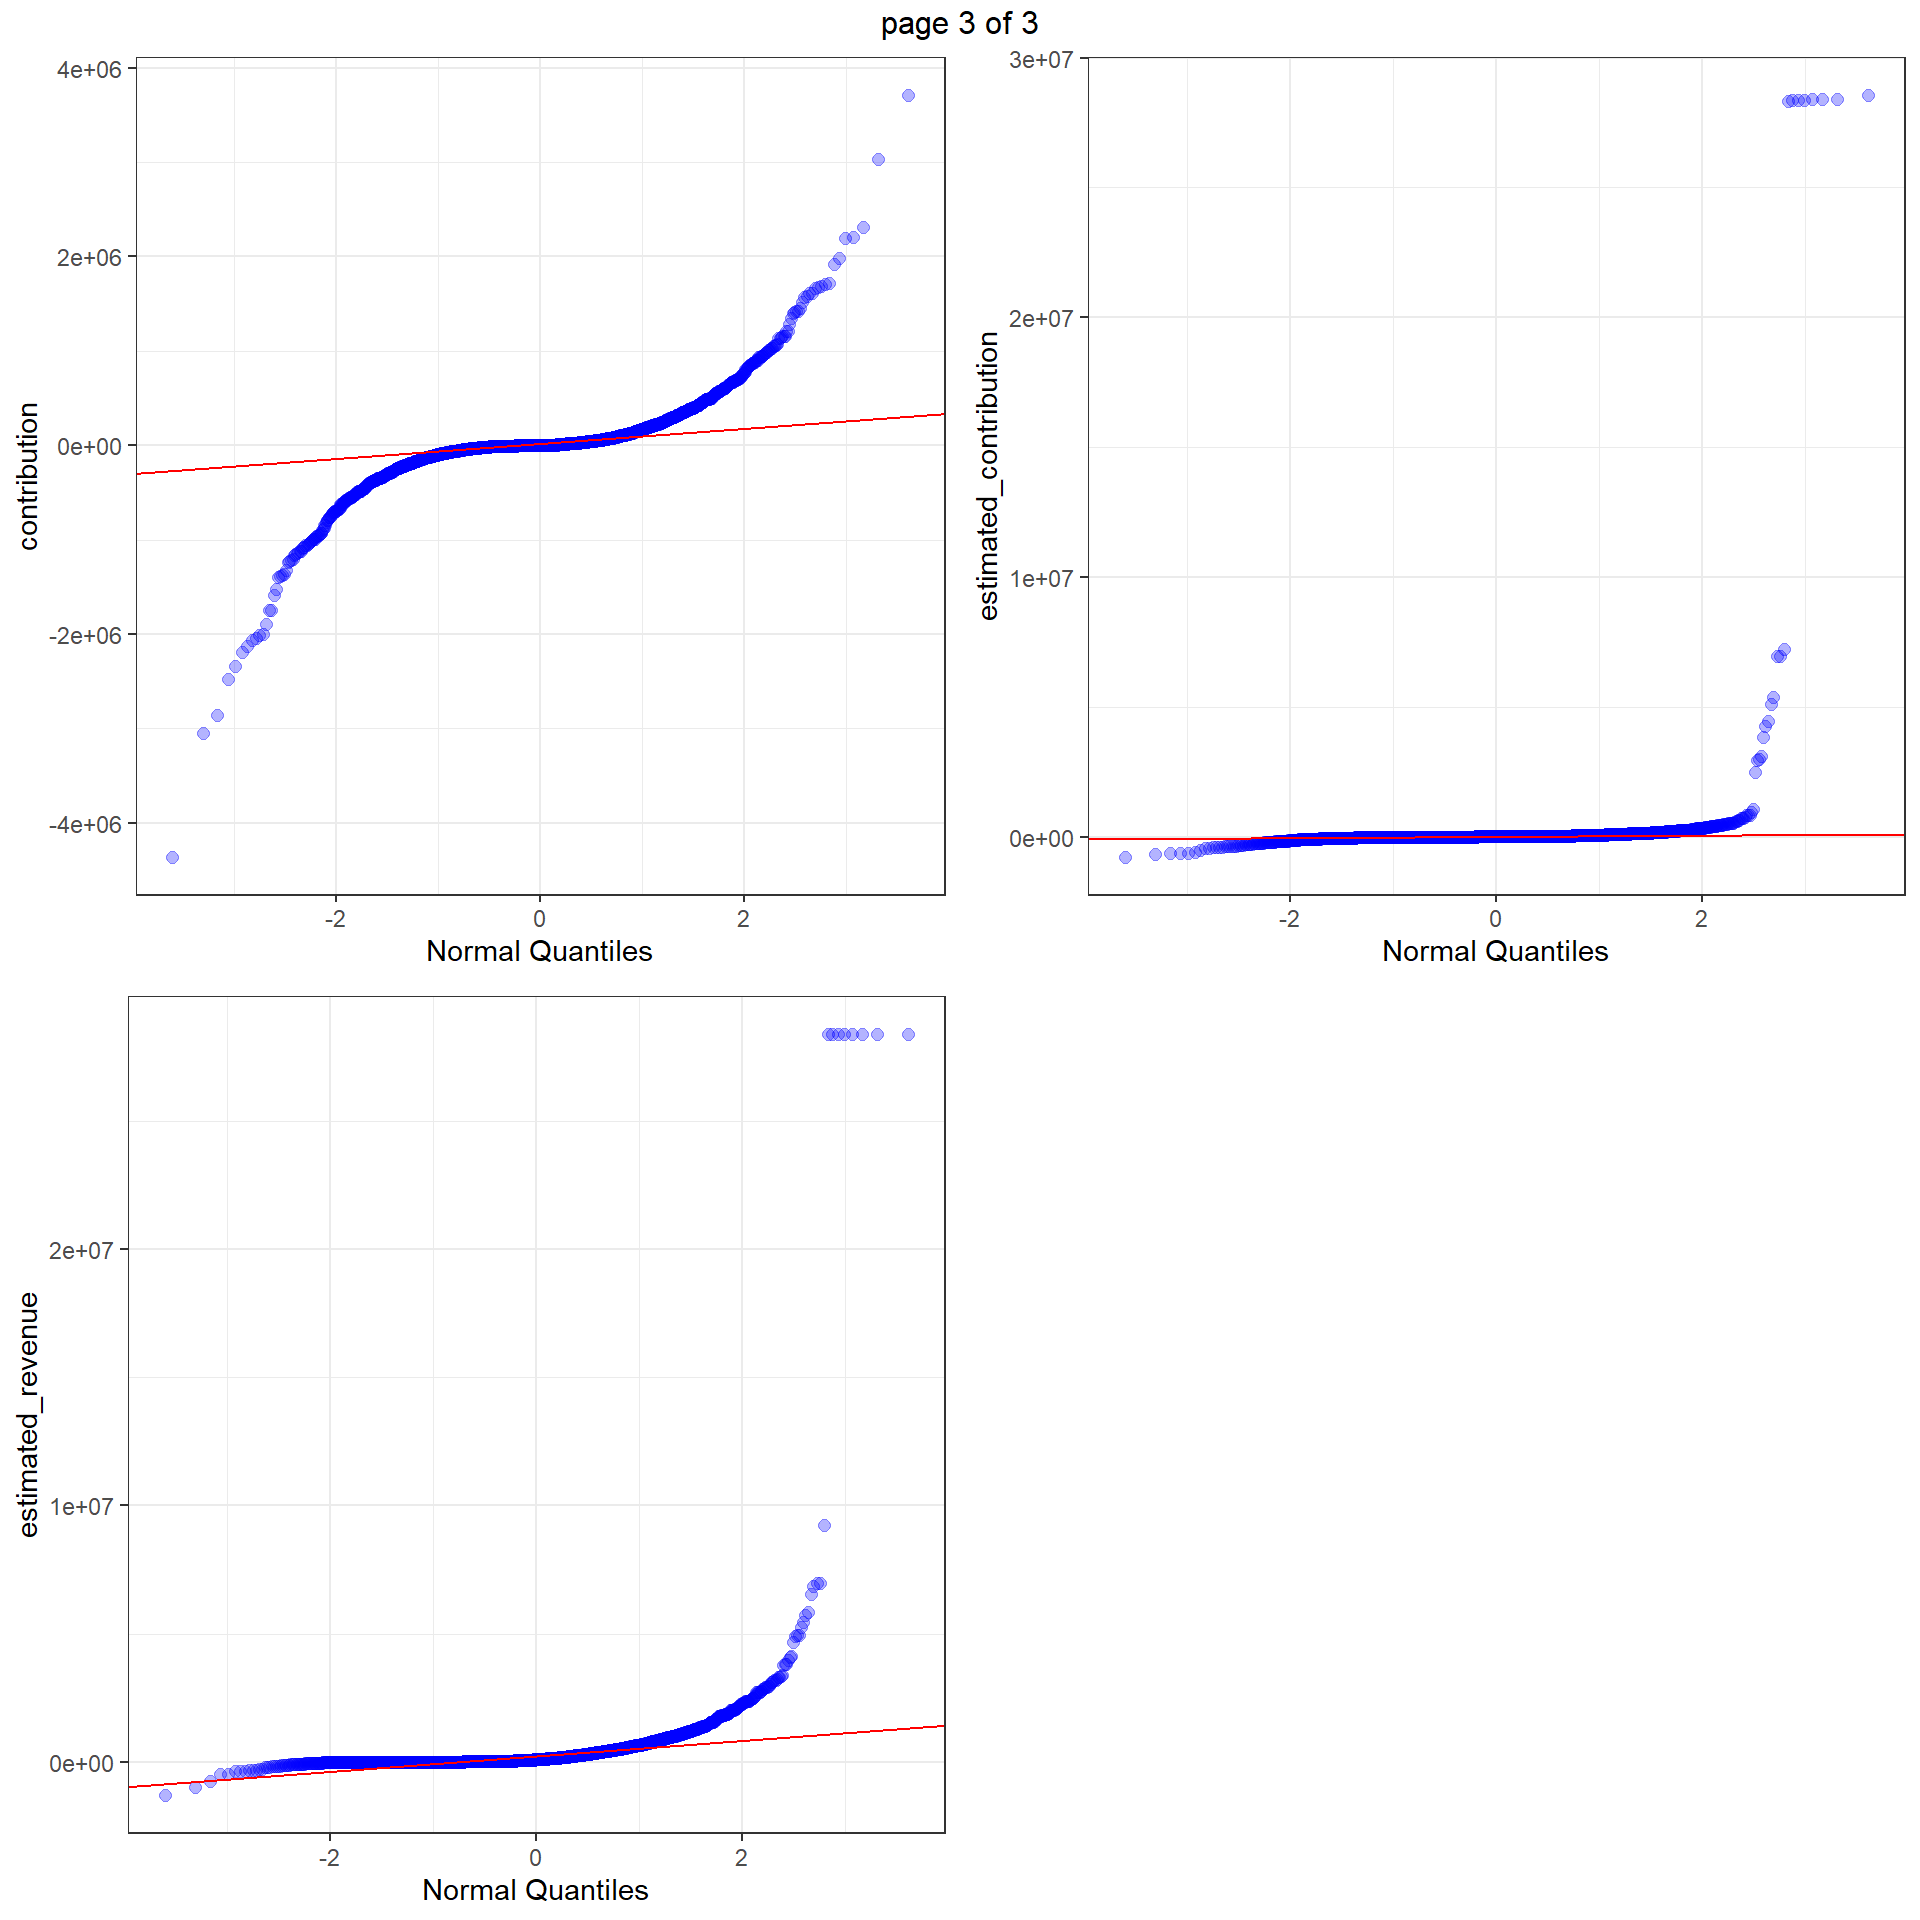 page 3 of 3
contribution
4e+06
2e+06
0e+00
-2e+06
-4e+06
-2
0
2
Normal Quantiles
estimated_contribution
3e+07
2e+07
1e+07
0e+00
-2
0
2
Normal Quantiles
estimated_revenue
2e+07
1e+07
0e+00
-2
0
2
Normal Quantiles